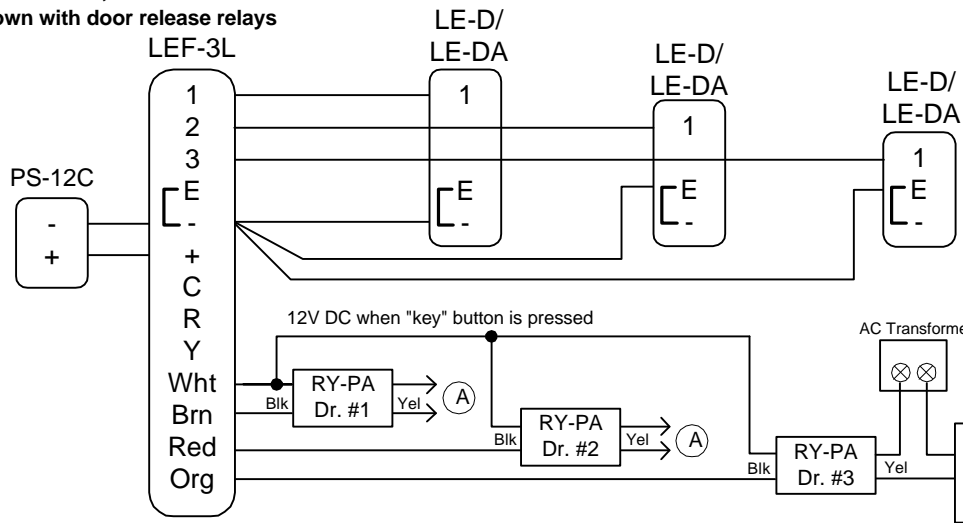 own with door release relays
LEF-3L
1
2
3
E
-
+
C
R
Y
Wht
Brn
Red
Org
PS-12C
-
+
LE-D/
LE-DA
1
E
-
LE-D/
LE-DA
1
E
-
LE-D/
LE-DA
1
E
-
12V DC when "key" button is pressed
Blk
RY-PA
Dr. #1
Yel
A
Blk
RY-PA
Dr. #2
Yel
A
Blk
RY-PA
Dr. #3
Yel
AC Transforme